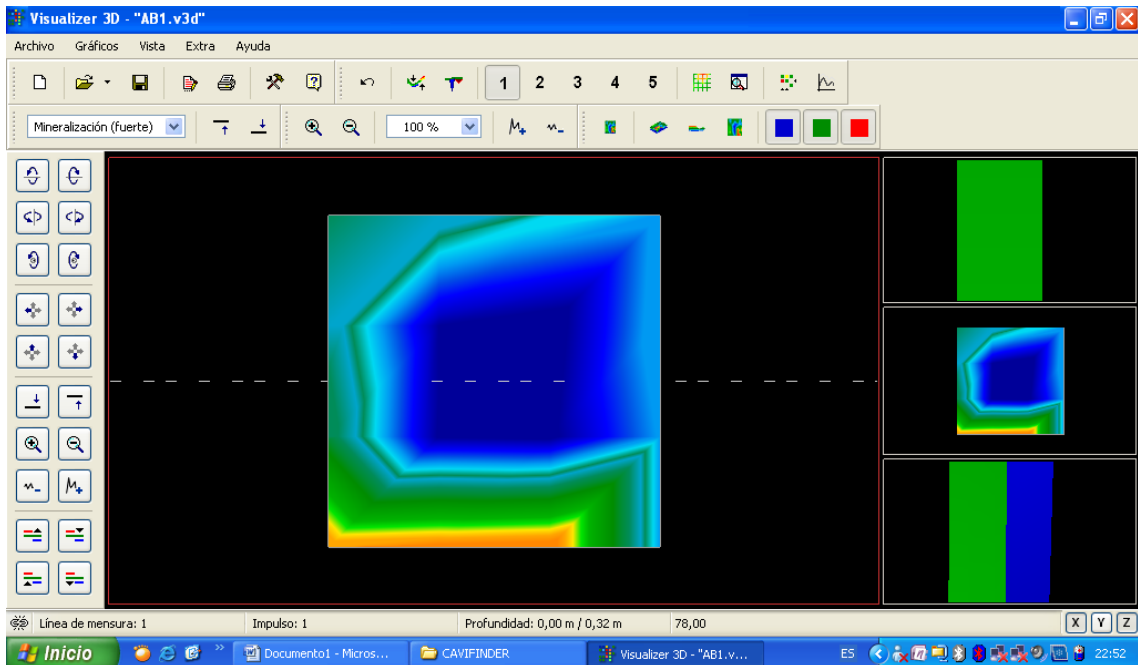 Visualizer 3D - "AB1.v3d"
Archivo Gráficos Vista Extra Ayuda
1 2 3 4 5
Mineralización (fuerte) 100 %
Línea de mensura: 1 Impulso: 1 Profundidad: 0,00 m / 0,32 m 78,00 X Y Z
Inicio Documento1 - Micros... CAVIFINDER Visualizer 3D - "AB1.v... ES 22:52